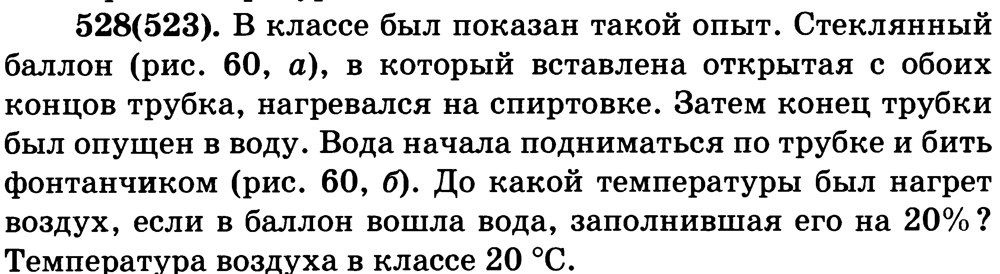 528(523). В классе был показан такой опыт. Стеклянный
баллон (рис. 60, а), в который вставлена открытая с обоих
концов трубка, нагревался на спиртовке. Затем конец трубки
был опущен в воду. Вода начала подниматься по трубке и бить
фонтанчиком (рис. 60, б). До какой температуры был нагрет
воздух, если в баллон вошла вода, заполнившая его на 20%?
Температура воздуха в классе 20 °С.